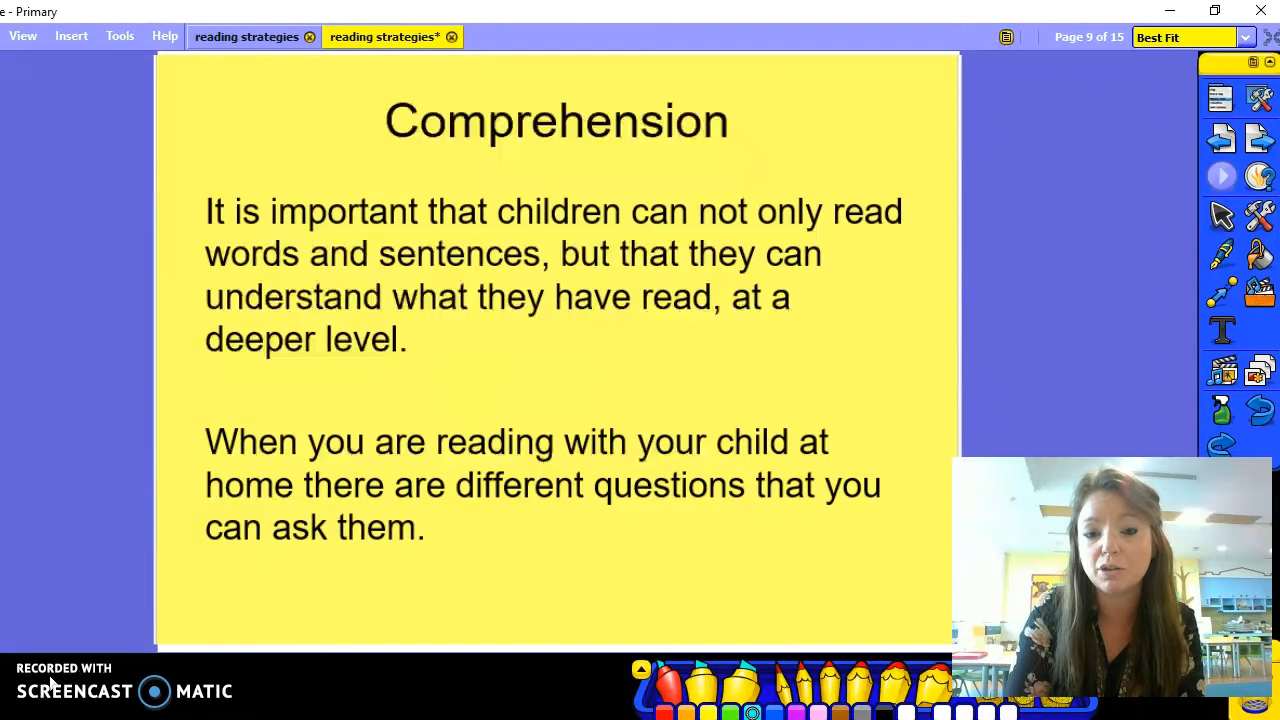 e - Primary
View Insert Tools Help reading strategies reading strategies* Page 9 of 15 Best Fit
Comprehension
It is important that children can not only read
words and sentences, but that they can
understand what they have read, at a
deeper level.
When you are reading with your child at
home there are different questions that you
can ask them.
RECORDED WITH
SCREENCAST MATIC